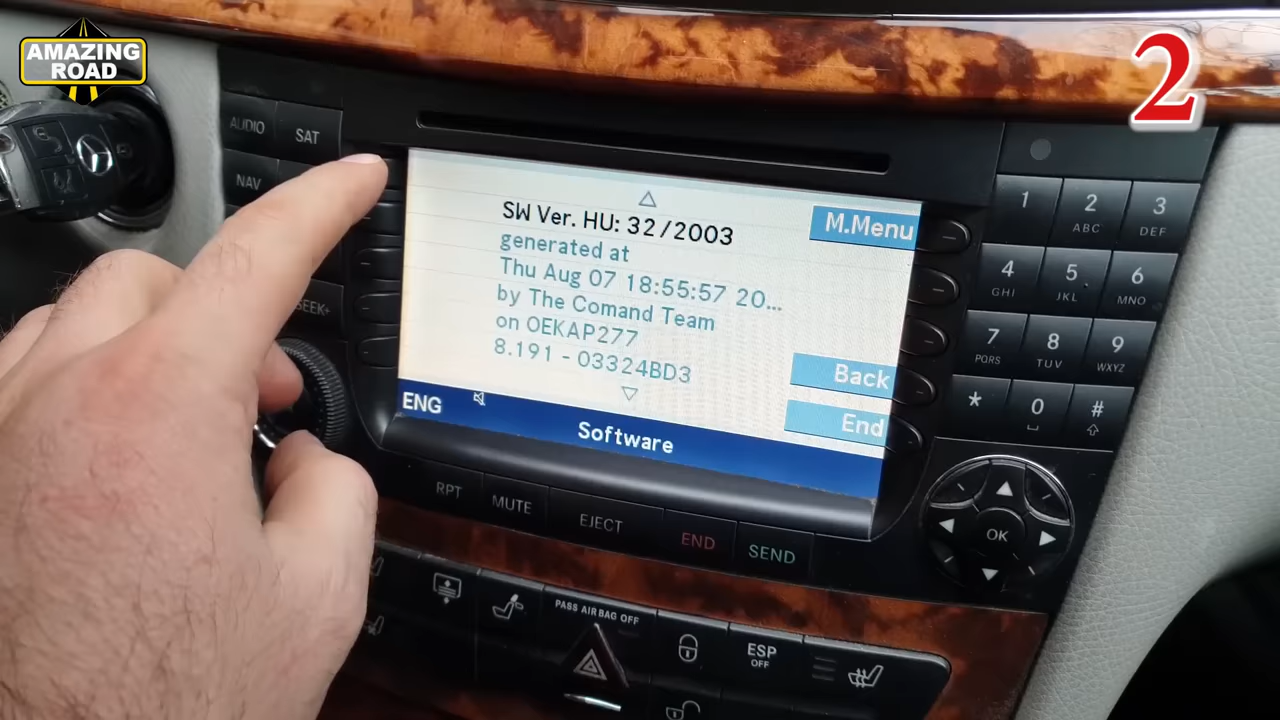 AMAZING
ROAD
2
AUDIO
SAT
NAV
SEEK+
SW Ver. HU: 32/2003
generated at
Thu Aug 07 18:55:57 20...
by The Comand Team
on OEKAP277
8.191 - 03324BD3
M.Menu
Back
End
ENG
Software
1
2 ABC
3 DEF
4 GHI
5 JKL
6 MNO
7 PQRS
8 TUV
9 WXYZ
*
0
#
RPT
MUTE
EJECT
END
SEND
OK
PASS AIRBAG OFF
ESP
OFF